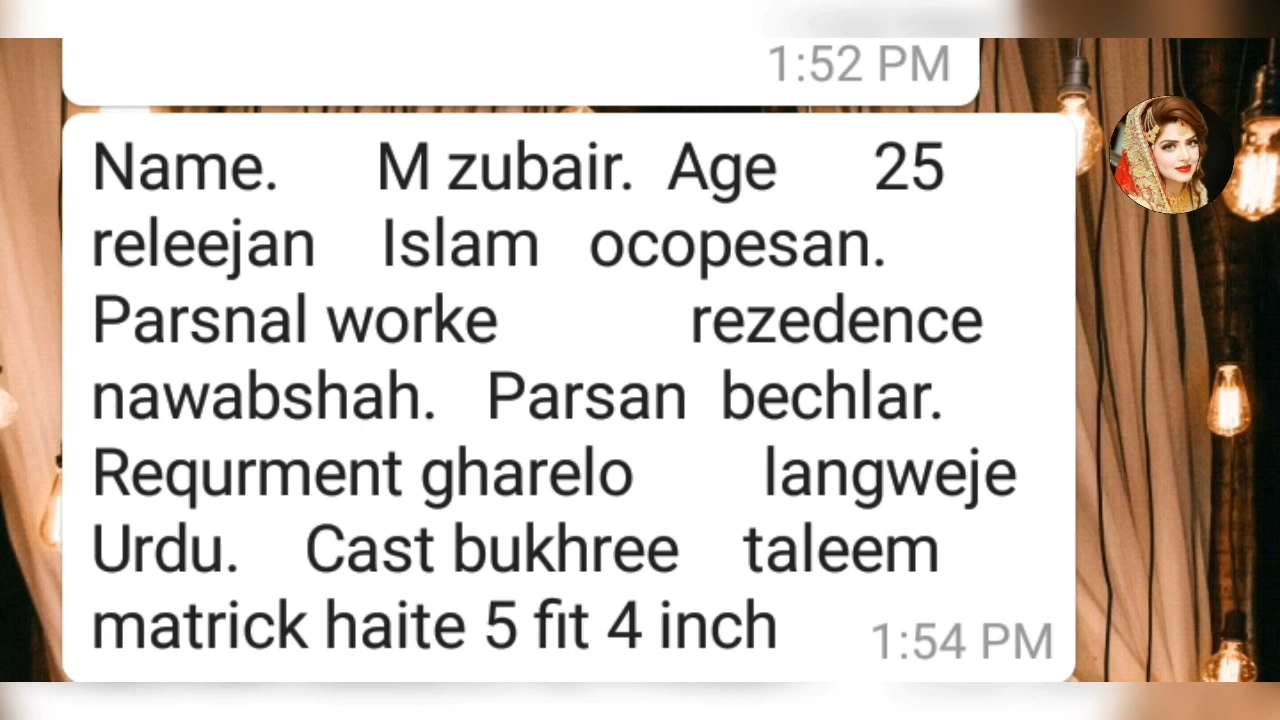 1:52 PM
Name. M zubair. Age 25
releejan Islam ocopesan.
Parsnal worke rezedence
nawabshah. Parsan bechlar.
Requrment gharelo langweje
Urdu. Cast bukhree taleem
matrick haite 5 fit 4 inch
1:54 PM